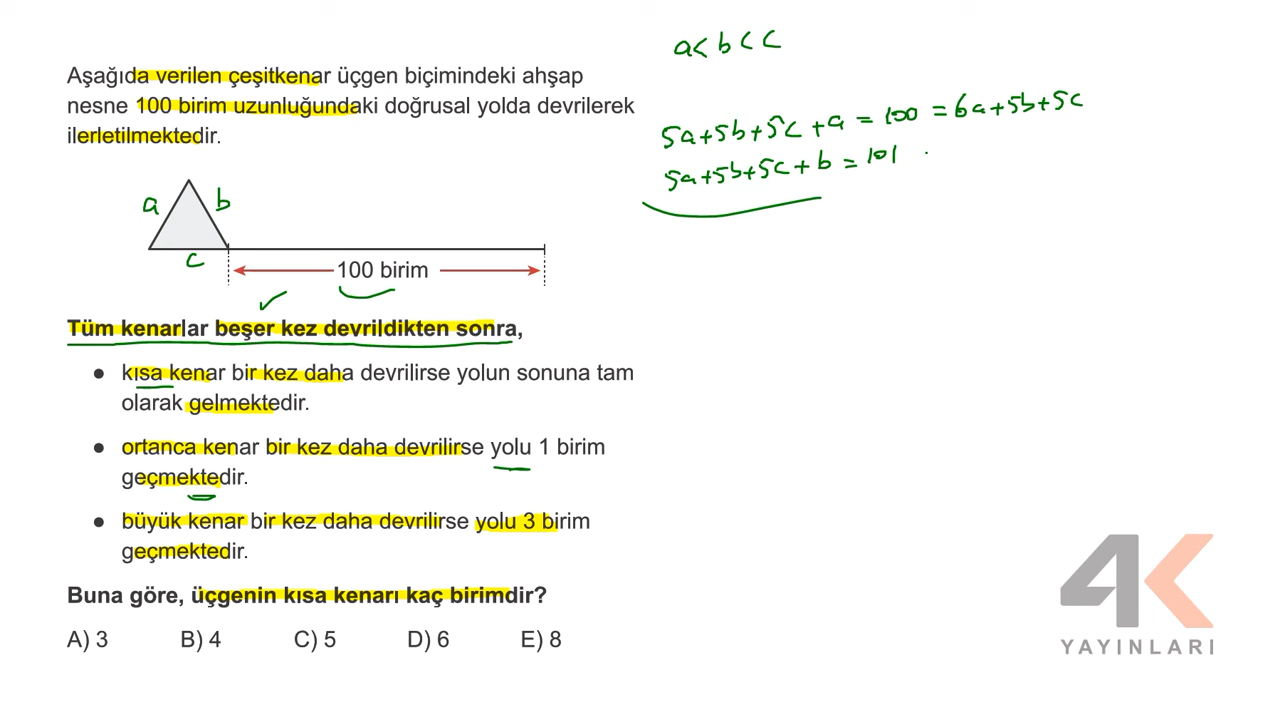 Aşağıda verilen çeşitkenar üçgen biçimindeki ahşap
nesne 100 birim uzunluğundaki doğrusal yolda devrilerek
ilerletilmektedir.
a
b
c
100 birim
Tüm kenarlar beşer kez devrildikten sonra,
● kısa kenar bir kez daha devrilirse yolun sonuna tam
olarak gelmektedir.
● ortanca kenar bir kez daha devrilirse yolu 1 birim
geçmektedir.
● büyük kenar bir kez daha devrilirse yolu 3 birim
geçmektedir.
Buna göre, üçgenin kısa kenarı kaç birimdir?
A) 3 B) 4 C) 5 D) 6 E) 8
a < b < c
5a+5b+5c+a = 100 = 6a+5b+5c
5a+5b+5c+b = 101
4K
YAYINLARI